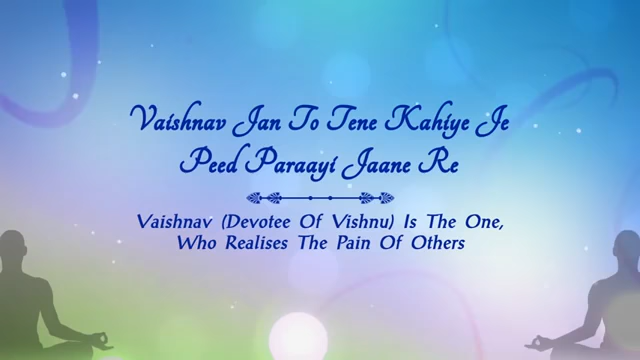 Vaishnav Jan To Tene Kahiye Je
Peed Paraayi Jaane Re
Vaishnav (Devotee Of Vishnu) Is The One,
Who Realises The Pain Of Others